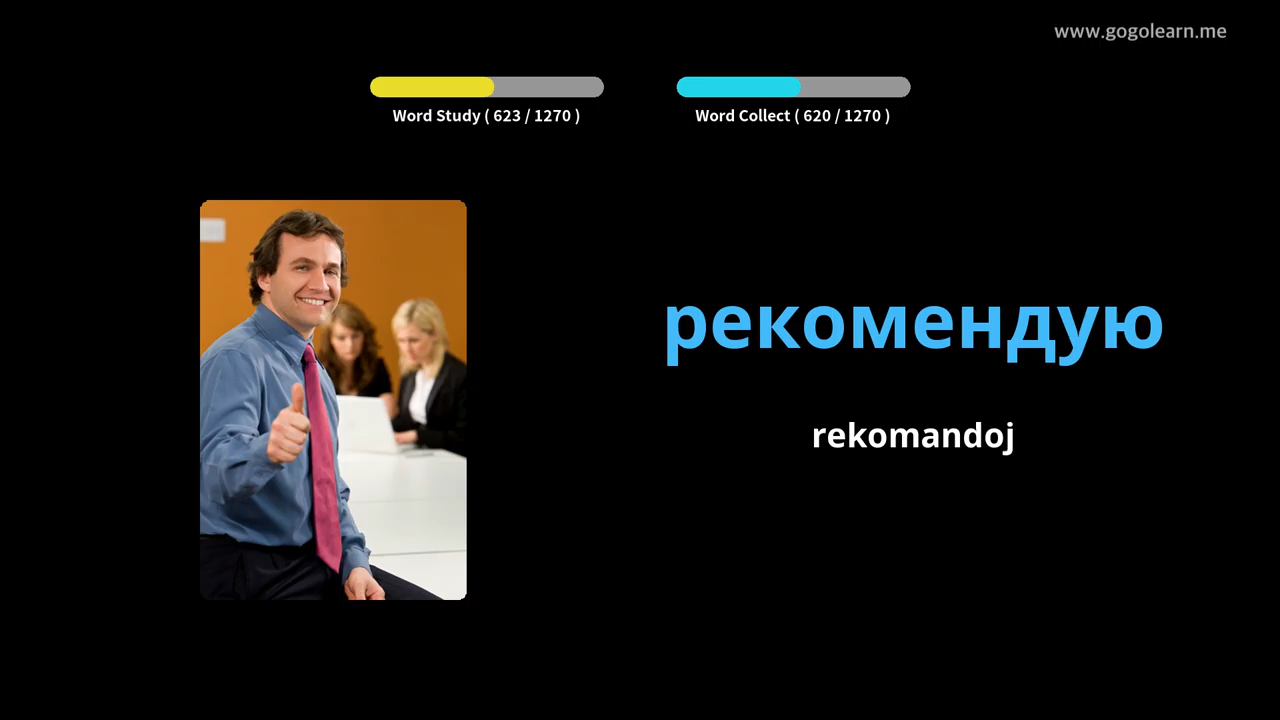 www.gogolearn.me
Word Study ( 623 / 1270 )
Word Collect ( 620 / 1270 )
рекомендую
rekomandoj